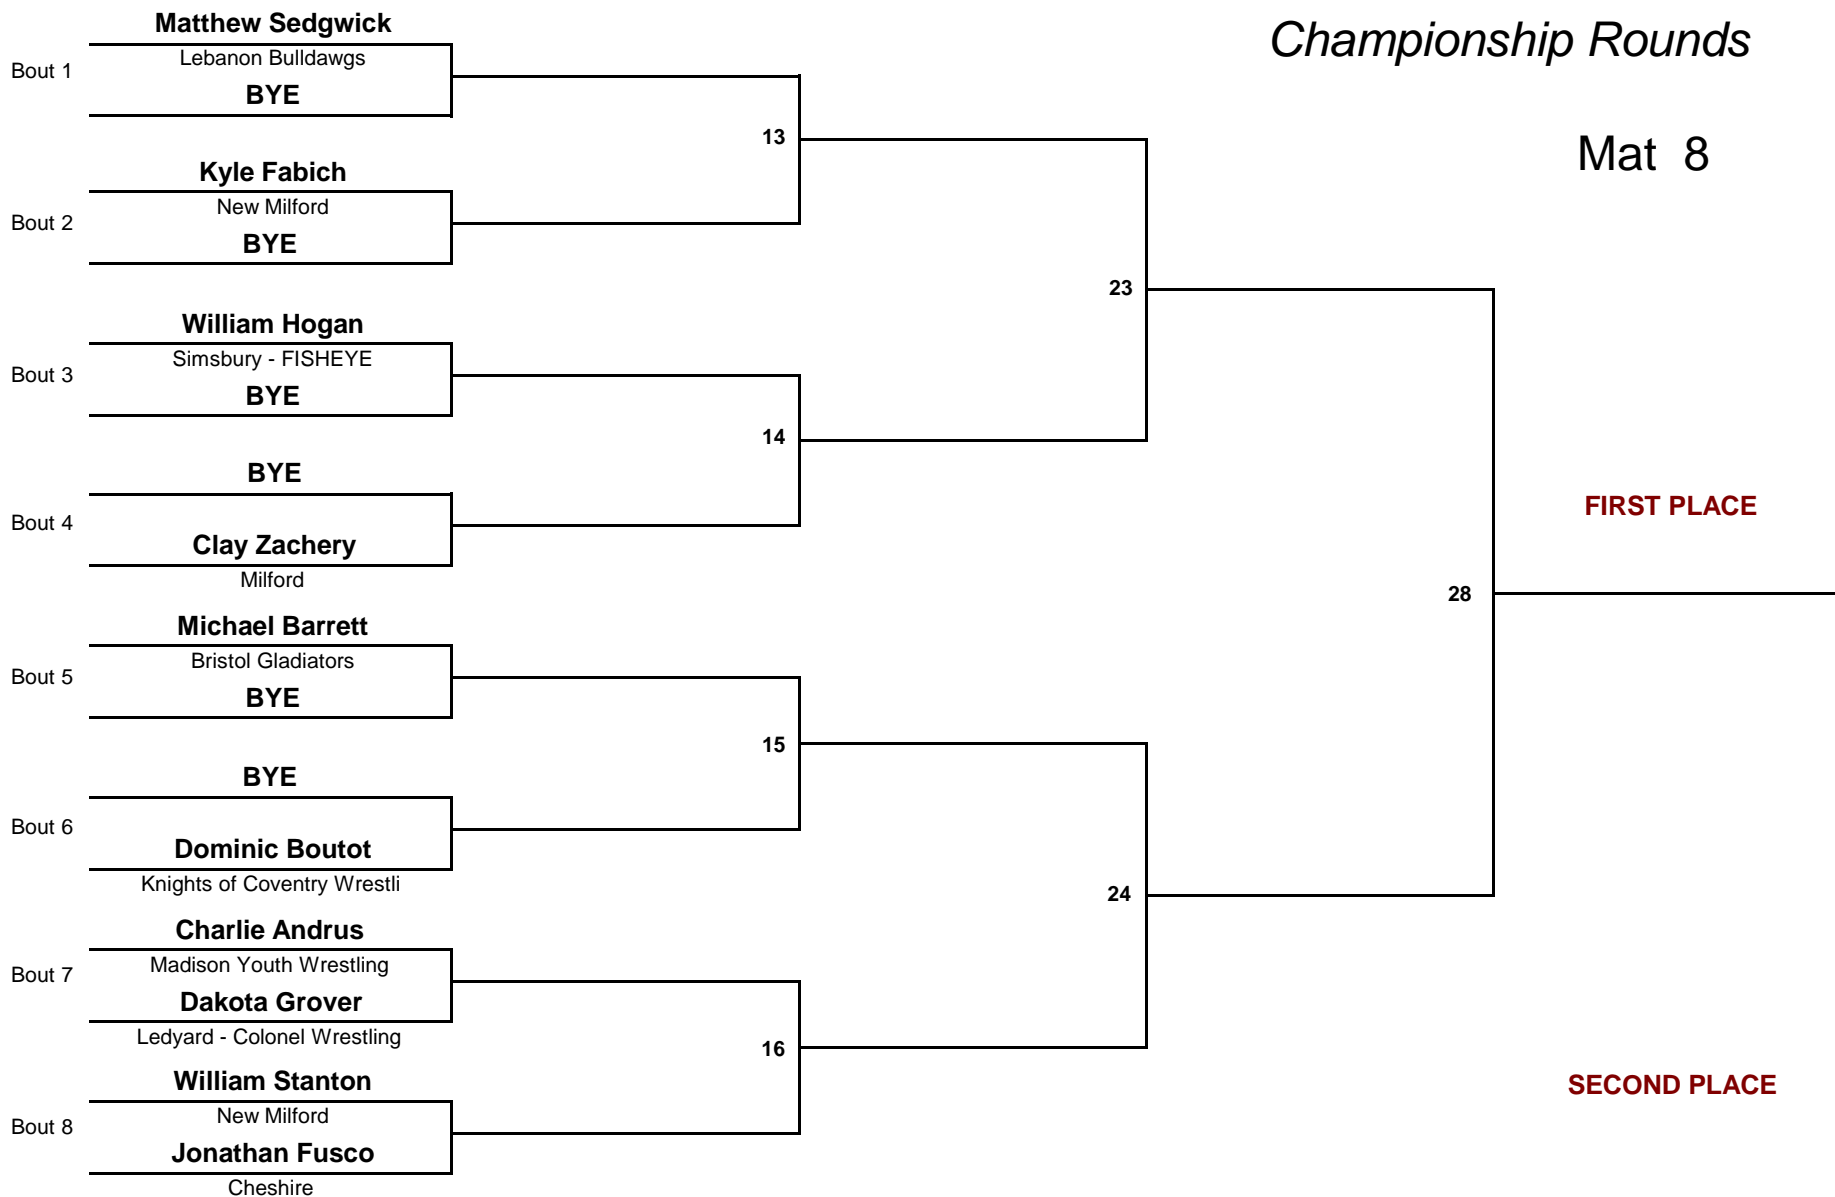 Championship Rounds
Mat 8
Matthew Sedgwick
Bout 1
Lebanon Bulldawgs
BYE
13
Kyle Fabich
Bout 2
New Milford
BYE
23
William Hogan
Bout 3
Simsbury - FISHEYE
BYE
14
BYE
Bout 4
Clay Zachery
Milford
FIRST PLACE
28
Michael Barrett
Bout 5
Bristol Gladiators
BYE
15
BYE
Bout 6
Dominic Boutot
Knights of Coventry Wrestli
24
Charlie Andrus
Bout 7
Madison Youth Wrestling
Dakota Grover
Ledyard - Colonel Wrestling
16
William Stanton
Bout 8
New Milford
Jonathan Fusco
Cheshire
SECOND PLACE